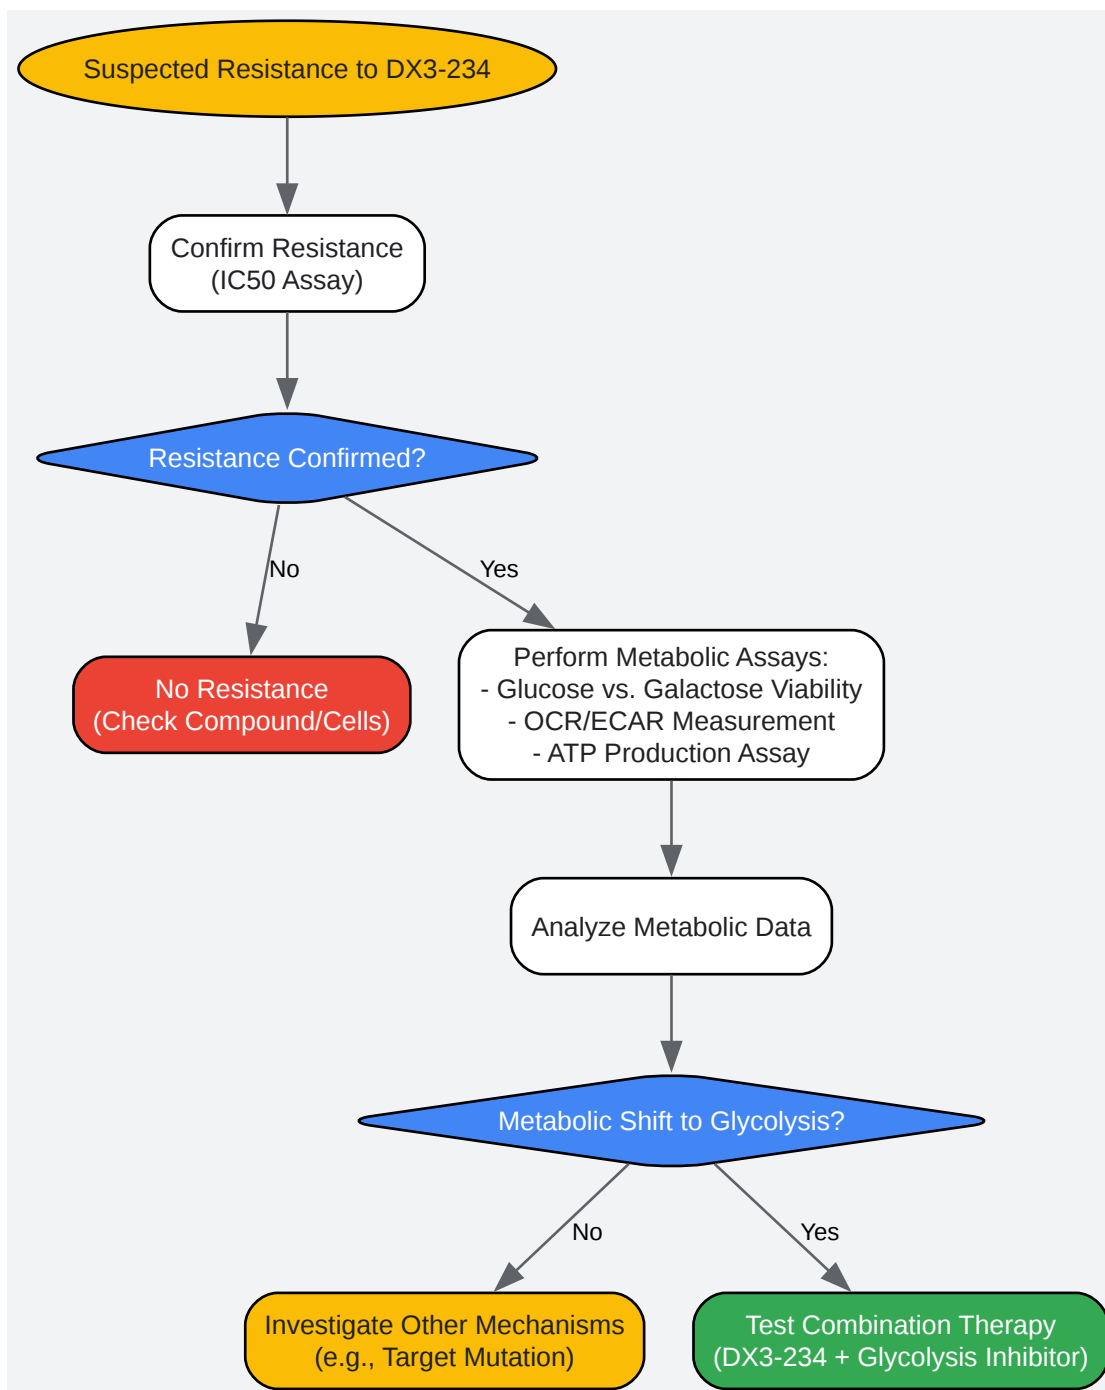 Suspected Resistance to DX3-234
Confirm Resistance
(IC50 Assay)
Resistance Confirmed?
No
Yes
No Resistance
(Check Compound/Cells)
Perform Metabolic Assays:
- Glucose vs. Galactose Viability
- OCR/ECAR Measurement
- ATP Production Assay
Analyze Metabolic Data
Metabolic Shift to Glycolysis?
No
Yes
Investigate Other Mechanisms
(e.g., Target Mutation)
Test Combination Therapy
(DX3-234 + Glycolysis Inhibitor)